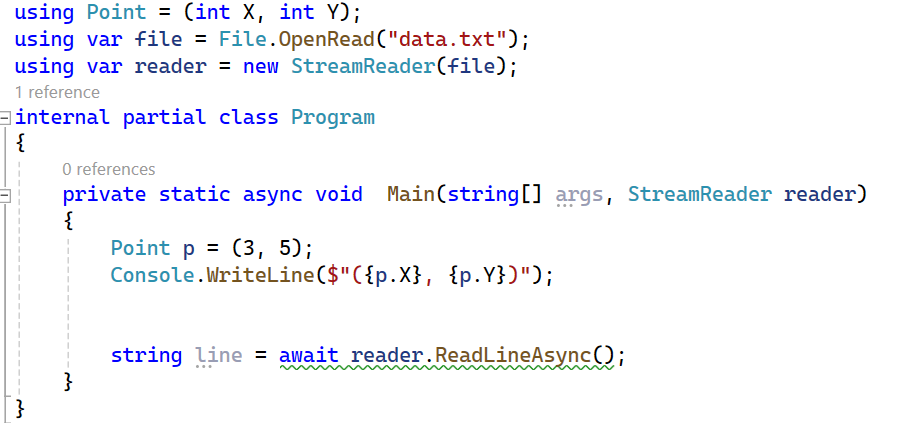 using Point = (int X, int Y);
using var file = File.OpenRead("data.txt");
using var reader = new StreamReader(file);
1 reference
internal partial class Program
{
0 references
private static async void  Main(string[] args, StreamReader reader)
{
Point p = (3, 5);
Console.WriteLine($"({p.X}, {p.Y})");
string line = await reader.ReadLineAsync();
}
}